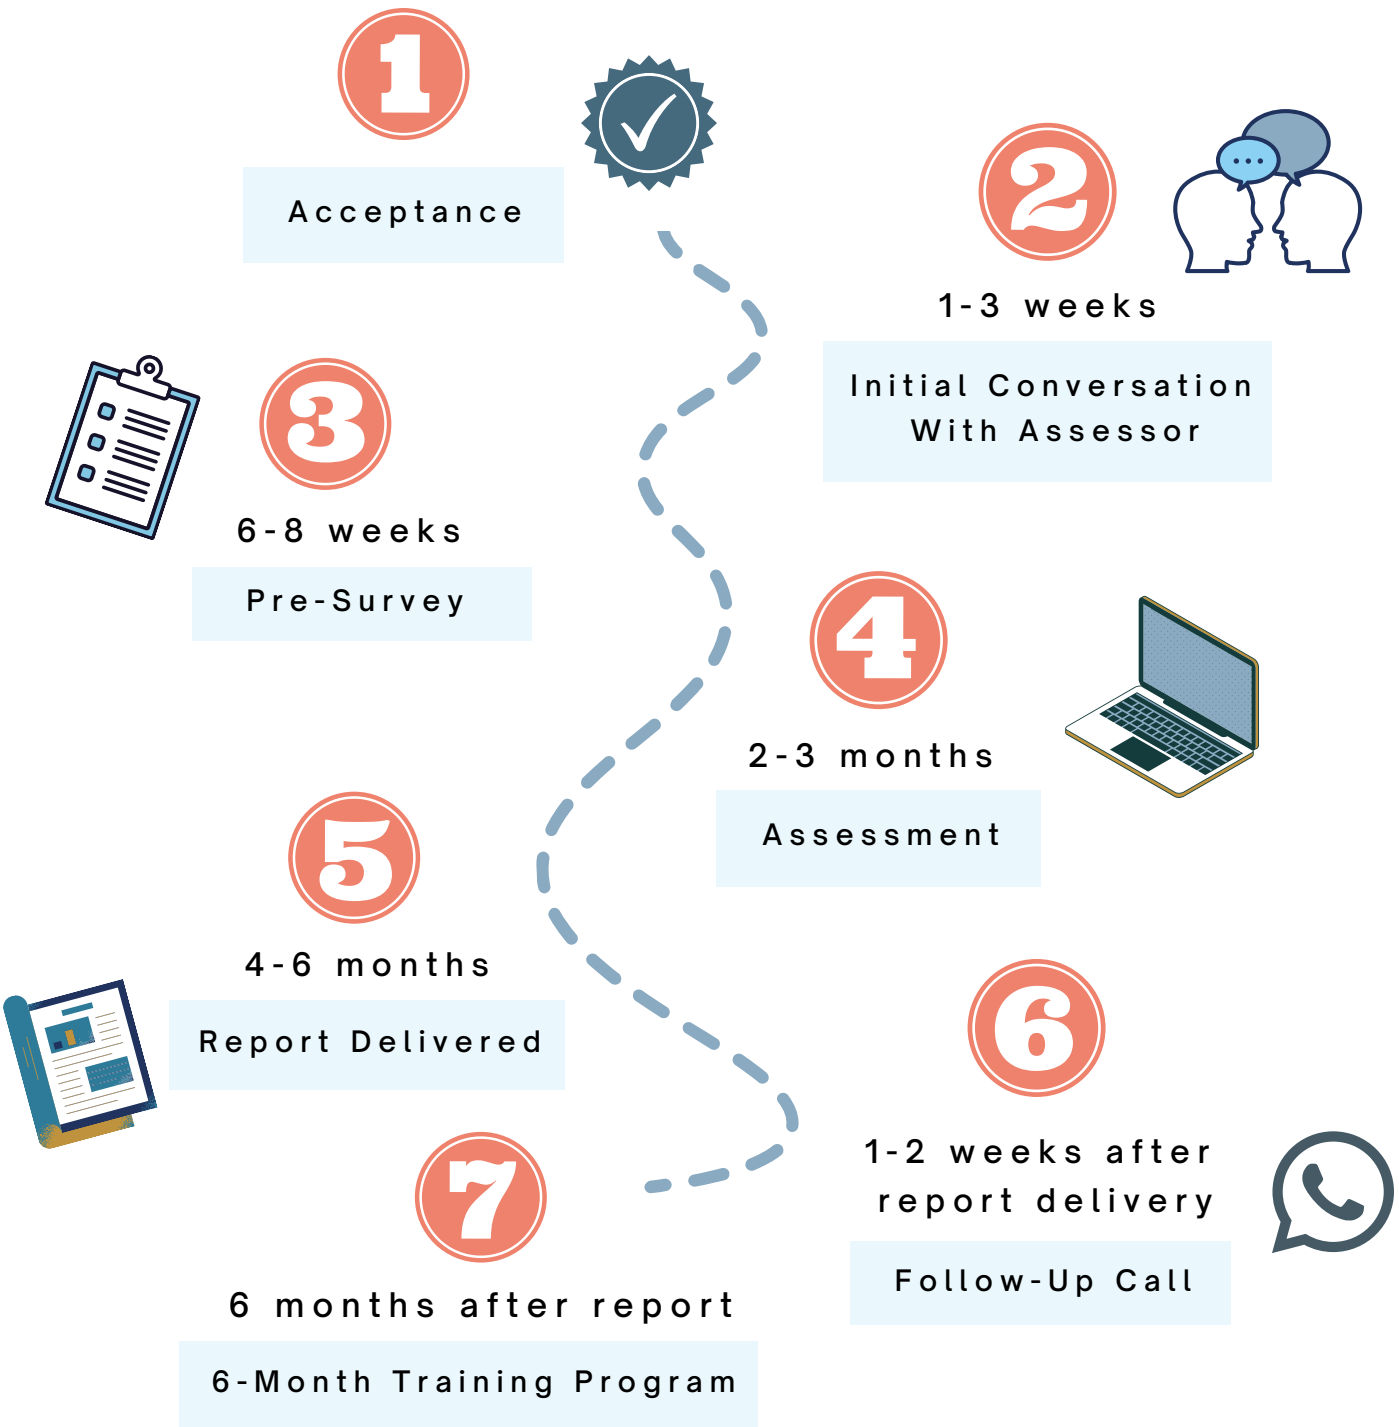 1
Acceptance
2
1-3 weeks
Initial Conversation
With Assessor
3
6-8 weeks
Pre-Survey
4
2-3 months
Assessment
5
4-6 months
Report Delivered
6
1-2 weeks after
report delivery
Follow-Up Call
7
6 months after report
6-Month Training Program